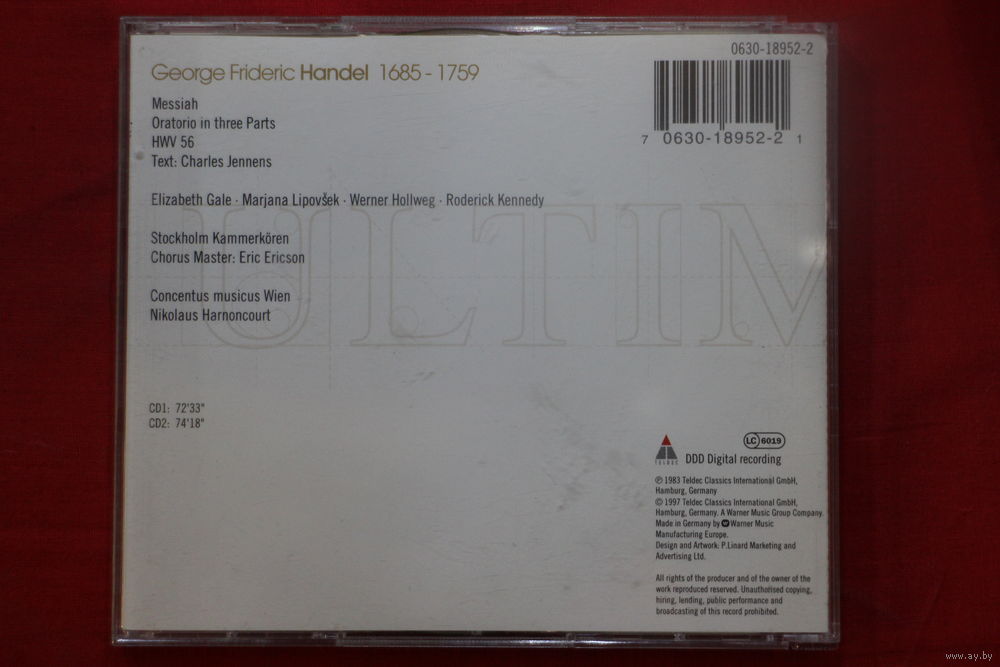 0630-18952-2
George Frideric Handel 1685 - 1759
Messiah
Oratorio in three Parts
HWV 56
Text: Charles Jennens
7 0630-18952-2 1
Elizabeth Gale · Marjana Lipovšek · Werner Hollweg · Roderick Kennedy
ULTIM
Stockholm Kammerkören
Chorus Master: Eric Ericson
Concentus musicus Wien
Nikolaus Harnoncourt
CD1: 72'33"
CD2: 74'18"
LC 6019
TELDEC
DDD Digital recording
℗ 1983 Teldec Classics International GmbH,
Hamburg, Germany
© 1997 Teldec Classics International GmbH,
Hamburg, Germany. A Warner Music Group Company.
Made in Germany by Warner Music
Manufacturing Europe.
Design and Artwork: P.Linard Marketing and
Advertising Ltd.
All rights of the producer and of the owner of the
work reproduced reserved. Unauthorised copying,
hiring, lending, public performance and
broadcasting of this record prohibited.
www.ay.by